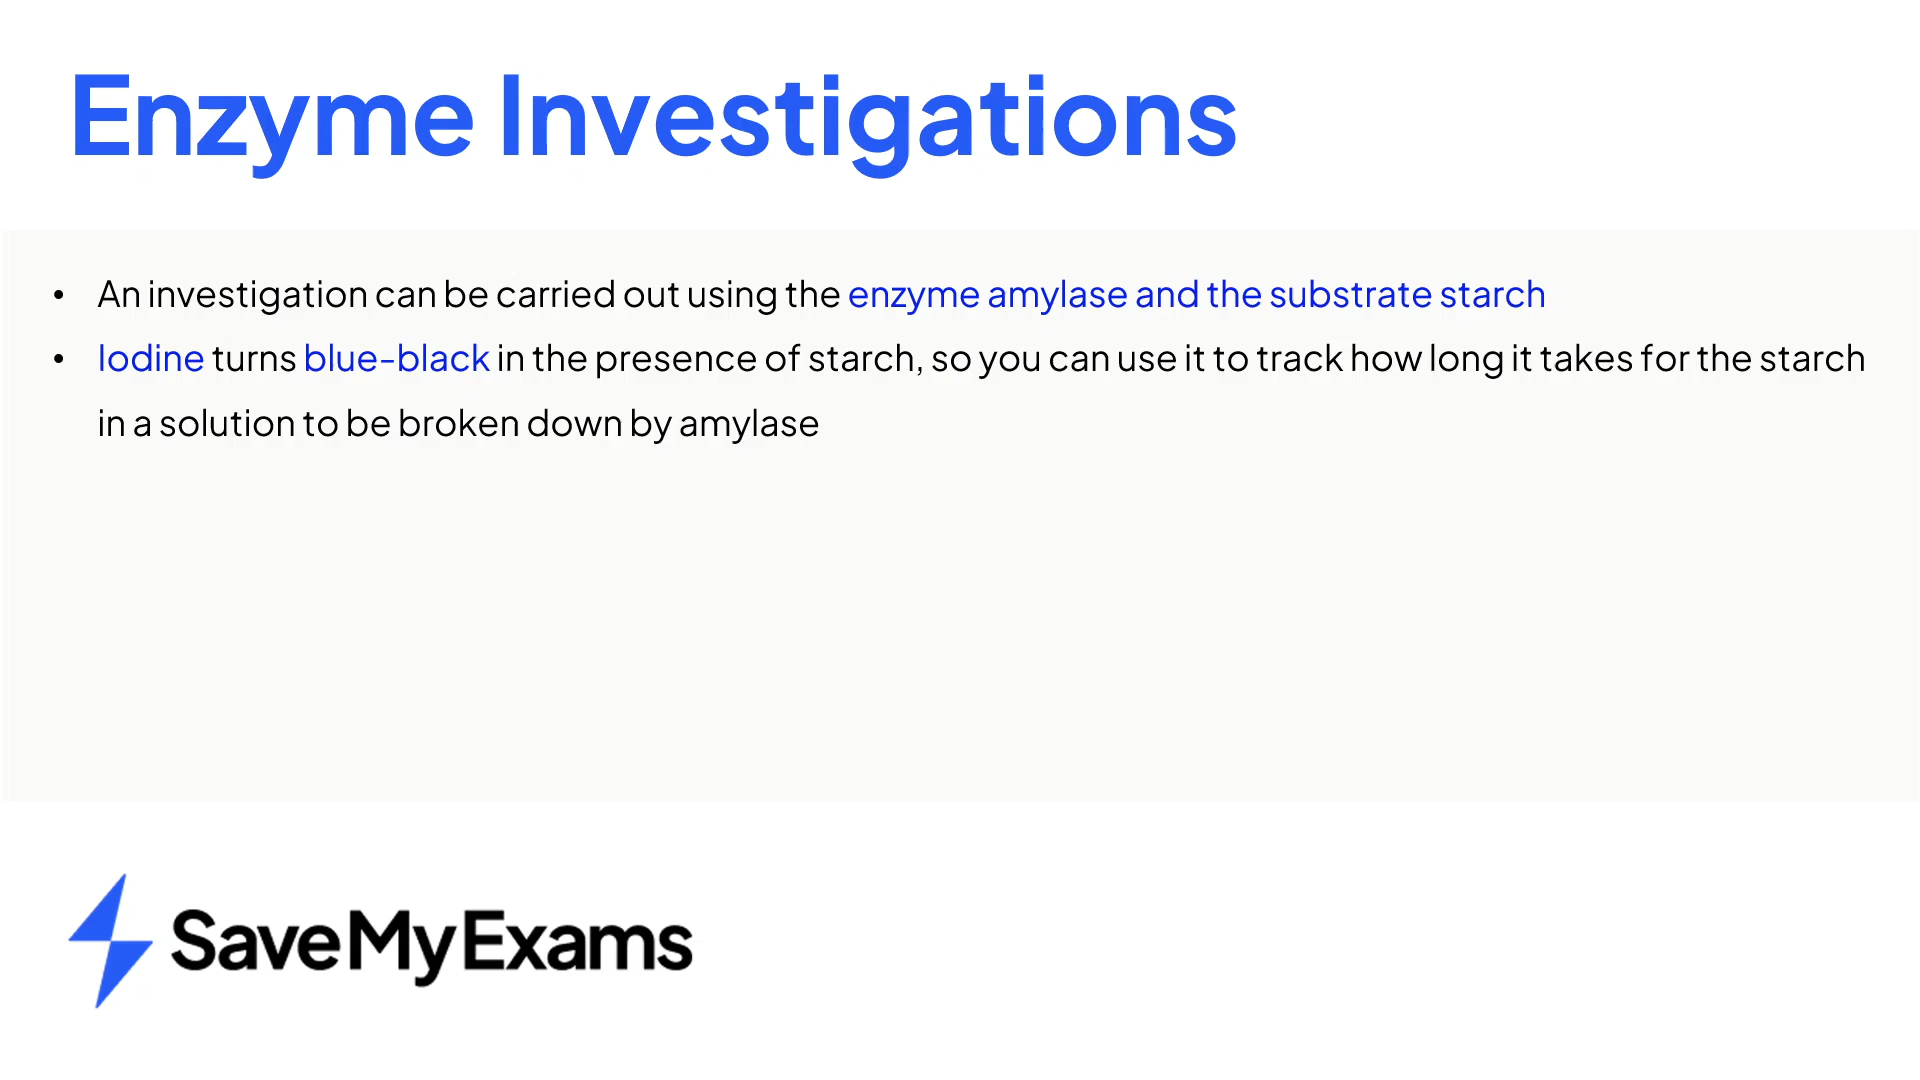 Enzyme Investigations
• An investigation can be carried out using the enzyme amylase and the substrate starch
• Iodine turns blue-black in the presence of starch, so you can use it to track how long it takes for the starch
in a solution to be broken down by amylase
SaveMyExams